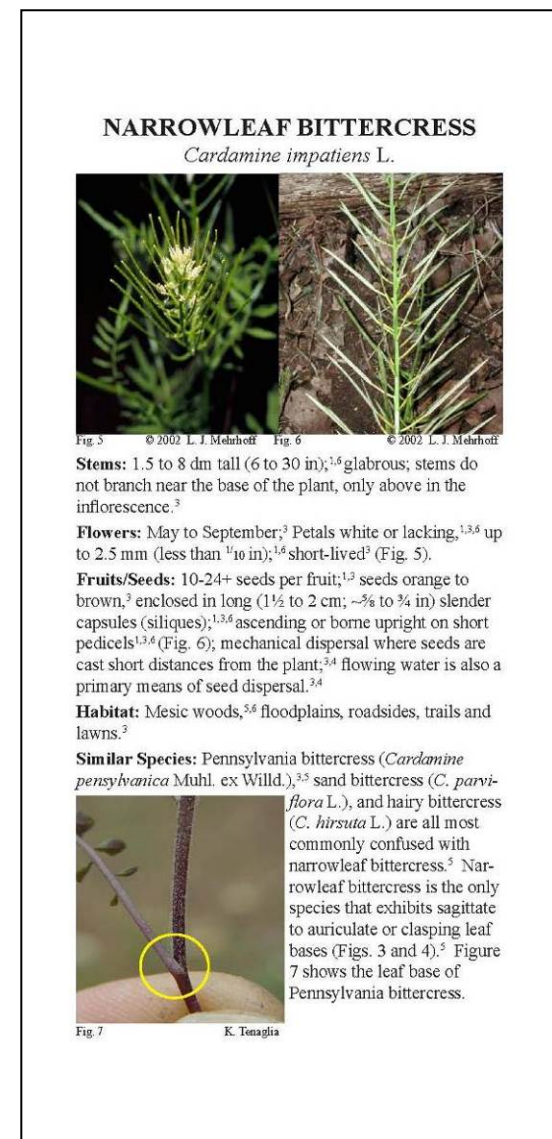 NARROWLEAF BITTERCRESS
Cardamine impatiens L.
Fig. 5 © 2002 L. J. Mehrhoff Fig. 6 © 2002 L. J. Mehrhoff
Stems: 1.5 to 8 dm tall (6 to 30 in);1,6 glabrous; stems do
not branch near the base of the plant, only above in the
inflorescence.3
Flowers: May to September;3 Petals white or lacking,1,3,6 up
to 2.5 mm (less than 1/10 in);1,6 short-lived3 (Fig. 5).
Fruits/Seeds: 10-24+ seeds per fruit;1,3 seeds orange to
brown,3 enclosed in long (1½ to 2 cm; ~⅝ to ¾ in) slender
capsules (siliques);1,3,6 ascending or borne upright on short
pedicels1,3,6 (Fig. 6); mechanical dispersal where seeds are
cast short distances from the plant;3,4 flowing water is also a
primary means of seed dispersal.3,4
Habitat: Mesic woods,5,6 floodplains, roadsides, trails and
lawns.3
Similar Species: Pennsylvania bittercress (Cardamine
pensylvanica Muhl. ex Willd.),3,5 sand bittercress (C. parvi-
flora L.), and hairy bittercress
(C. hirsuta L.) are all most
commonly confused with
narrowleaf bittercress.5 Nar-
rowleaf bittercress is the only
species that exhibits sagittate
to auriculate or clasping leaf
bases (Figs. 3 and 4).5 Figure
7 shows the leaf base of
Pennsylvania bittercress.
Fig. 7 K. Tenaglia